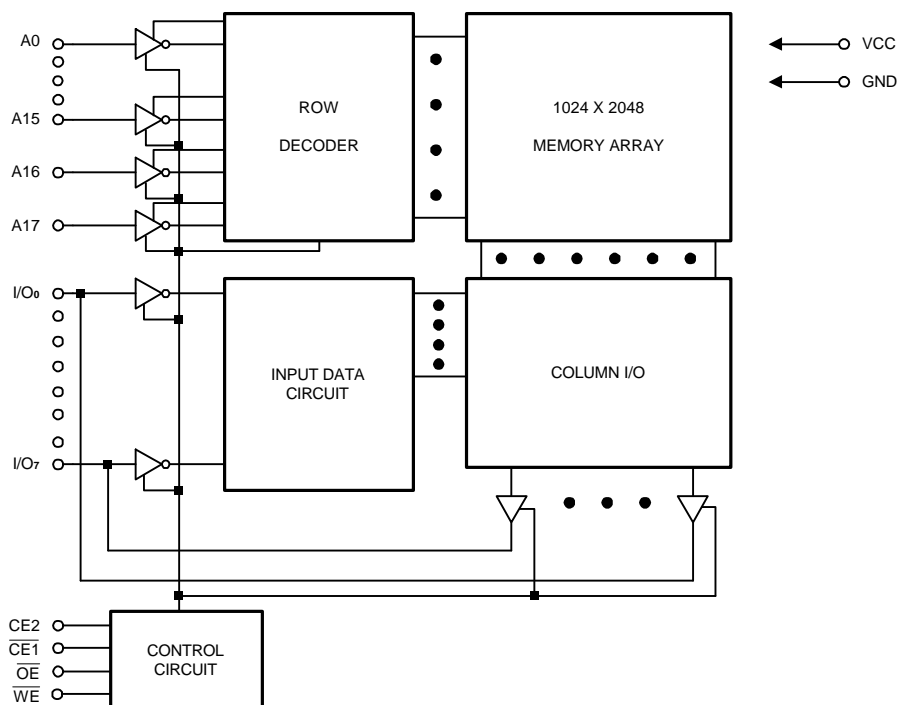 A0
A15
A16
A17
ROW
DECODER
1024 X 2048
MEMORY ARRAY
VCC
GND
I/O0
I/O7
INPUT DATA
CIRCUIT
COLUMN I/O
CE2
CE1
OE
WE
CONTROL
CIRCUIT